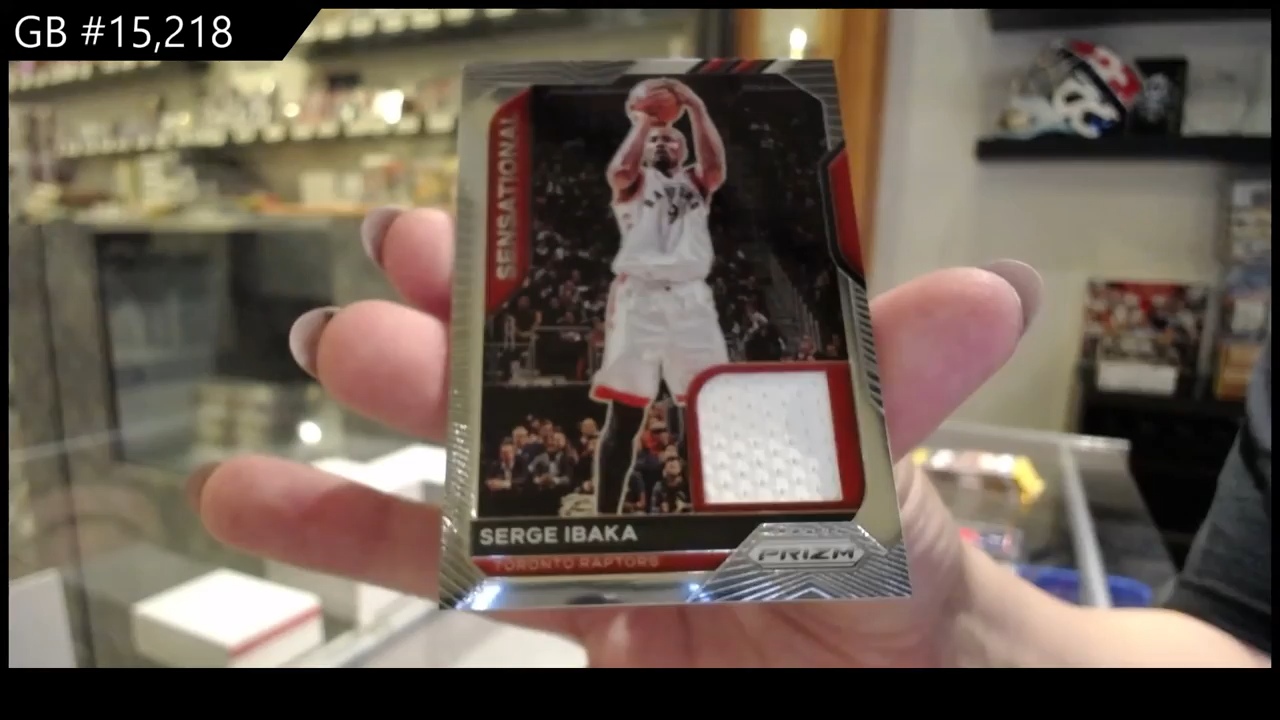 GB #15,218
SENSATIONAL
SERGE IBAKA
TORONTO RAPTORS
PRIZM